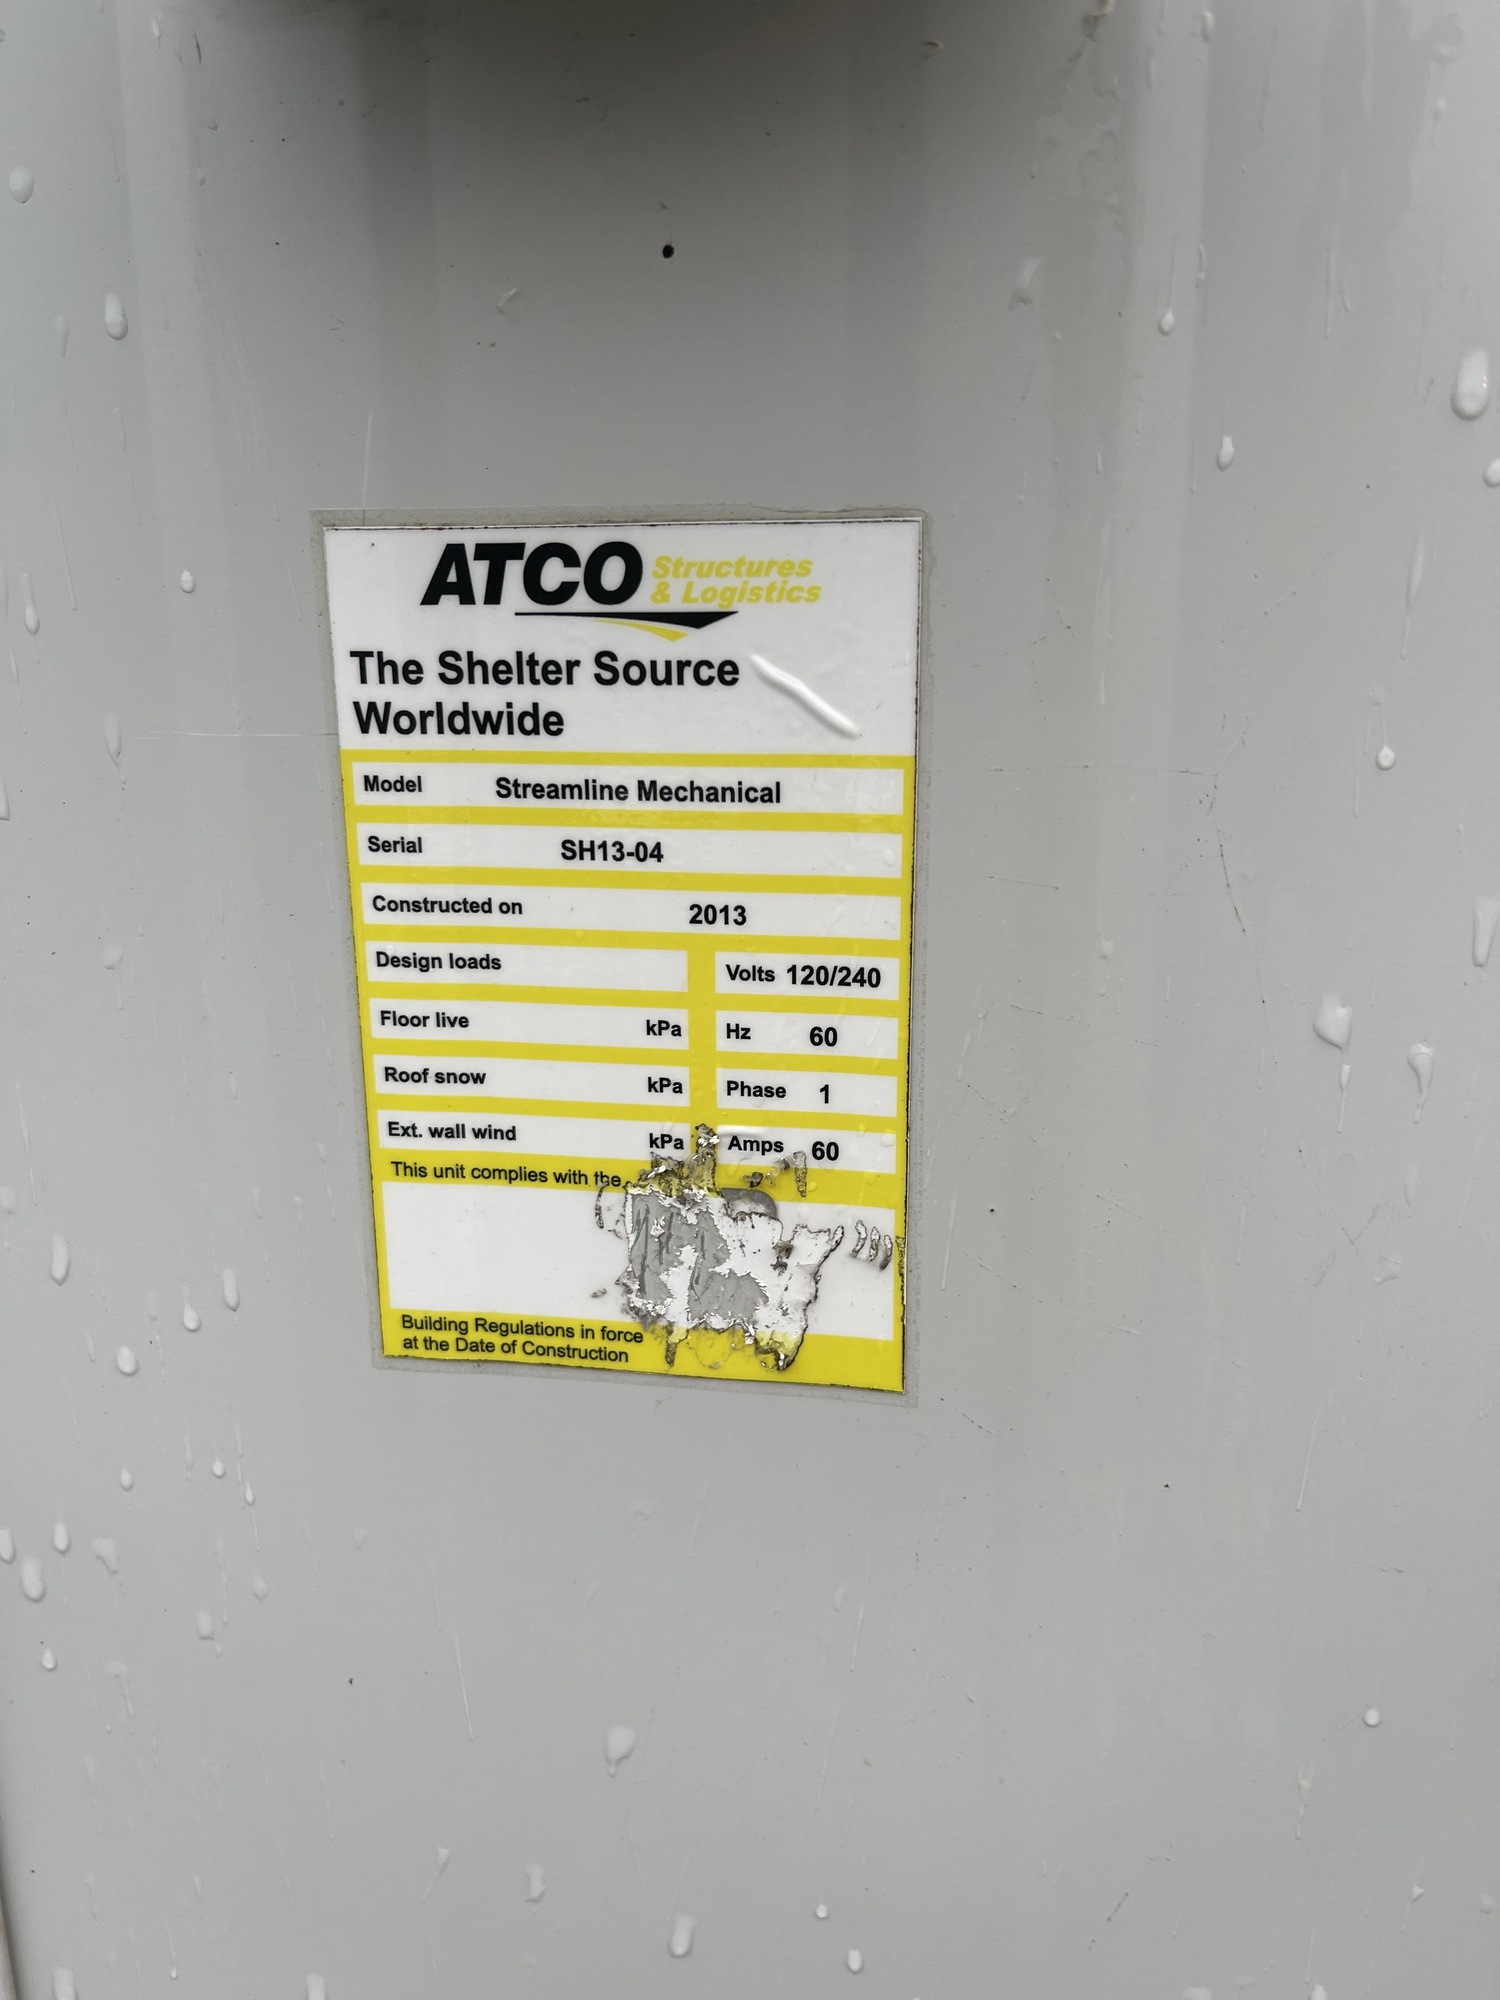 ATCO Structures
& Logistics
The Shelter Source
Worldwide
Model Streamline Mechanical
Serial SH13-04
Constructed on 2013
Design loads
Volts 120/240
Floor live kPa
Hz 60
Roof snow kPa
Phase 1
Ext. wall wind kPa
Amps 60
This unit complies with the
Building Regulations in force
at the Date of Construction